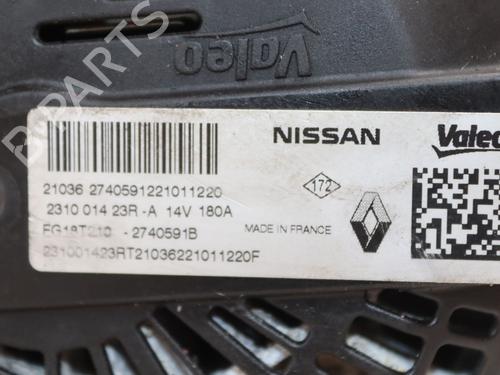 Valeo
B-PARTS
NISSAN
Valeo
21036 2740591221011220
172
2310 014 23R -A 14V 180A
FG18T210 - 2740591B
MADE IN FRANCE
231001423RT21036221011220F